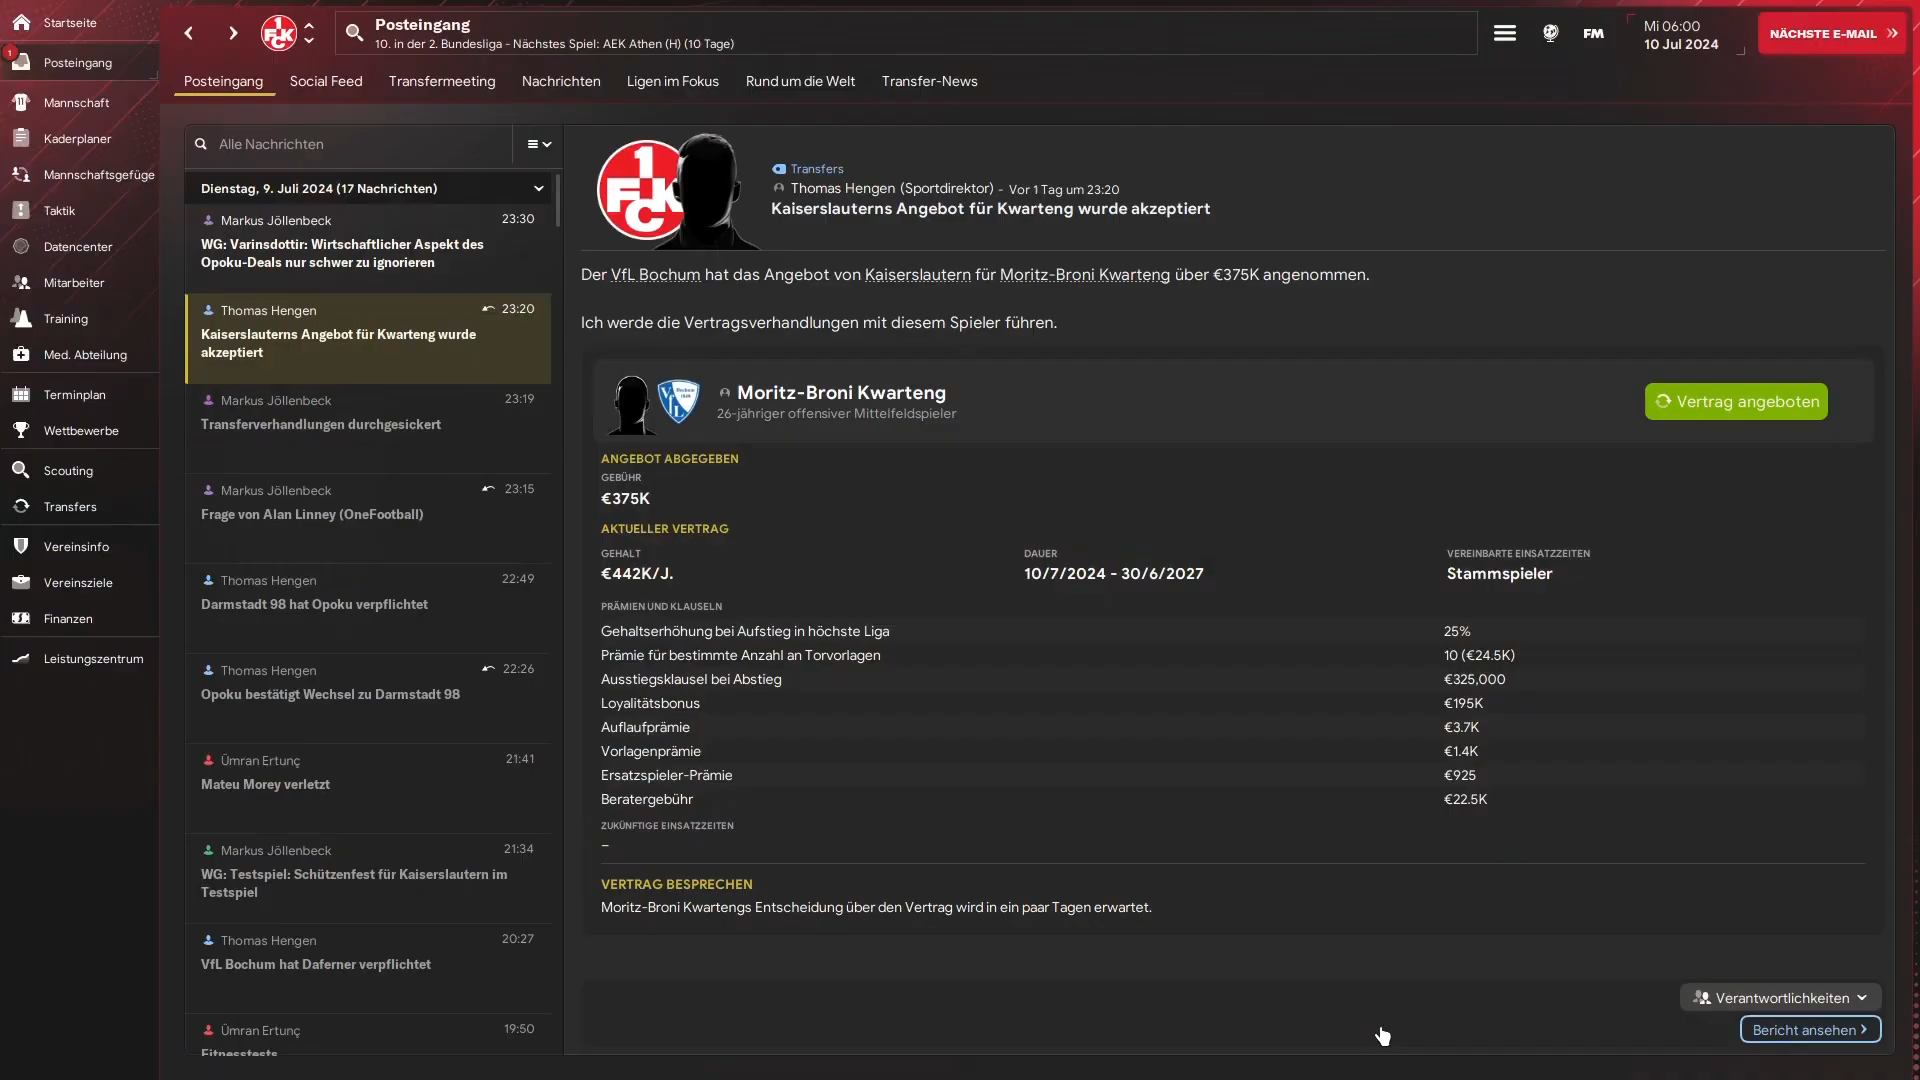 Startseite
1
Posteingang
Mannschaft
Kaderplaner
Mannschaftsgefüge
Taktik
Datencenter
Mitarbeiter
Training
Med. Abteilung
Terminplan
Wettbewerbe
Scouting
Transfers
Vereinsinfo
Vereinsziele
Finanzen
Leistungszentrum
1 FCK
Posteingang
10. in der 2. Bundesliga - Nächstes Spiel: AEK Athen (H) (10 Tage)
FM
Mi 06:00
10 Jul 2024
NÄCHSTE E-MAIL
Posteingang Social Feed Transfermeeting Nachrichten Ligen im Fokus Rund um die Welt Transfer-News
Alle Nachrichten
Dienstag, 9. Juli 2024 (17 Nachrichten)
Markus Jöllenbeck 23:30
WG: Varinsdottir: Wirtschaftlicher Aspekt des
Opoku-Deals nur schwer zu ignorieren
Thomas Hengen 23:20
Kaiserslauterns Angebot für Kwarteng wurde
akzeptiert
Markus Jöllenbeck 23:19
Transferverhandlungen durchgesickert
Markus Jöllenbeck 23:15
Frage von Alan Linney (OneFootball)
Thomas Hengen 22:49
Darmstadt 98 hat Opoku verpflichtet
Thomas Hengen 22:26
Opoku bestätigt Wechsel zu Darmstadt 98
Ümran Ertunç 21:41
Mateu Morey verletzt
Markus Jöllenbeck 21:34
WG: Testspiel: Schützenfest für Kaiserslautern im
Testspiel
Thomas Hengen 20:27
VfL Bochum hat Daferner verpflichtet
Ümran Ertunç 19:50
Fitnesstests
1 FCK
Transfers
Thomas Hengen (Sportdirektor) - Vor 1 Tag um 23:20
Kaiserslauterns Angebot für Kwarteng wurde akzeptiert
Der VfL Bochum hat das Angebot von Kaiserslautern für Moritz-Broni Kwarteng über €375K angenommen.
Ich werde die Vertragsverhandlungen mit diesem Spieler führen.
Moritz-Broni Kwarteng
26-jähriger offensiver Mittelfeldspieler
Vertrag angeboten
ANGEBOT ABGEGEBEN
GEBÜHR
€375K
AKTUELLER VERTRAG
GEHALT DAUER VEREINBARTE EINSATZZEITEN
€442K/J. 10/7/2024 - 30/6/2027 Stammspieler
PRÄMIEN UND KLAUSELN
Gehaltserhöhung bei Aufstieg in höchste Liga 25%
Prämie für bestimmte Anzahl an Torvorlagen 10 (€24.5K)
Ausstiegsklausel bei Abstieg €325,000
Loyalitätsbonus €195K
Auflaufprämie €3.7K
Vorlagenprämie €1.4K
Ersatzspieler-Prämie €925
Beratergebühr €22.5K
ZUKÜNFTIGE EINSATZZEITEN
–
VERTRAG BESPRECHEN
Moritz-Broni Kwartengs Entscheidung über den Vertrag wird in ein paar Tagen erwartet.
Verantwortlichkeiten
Bericht ansehen